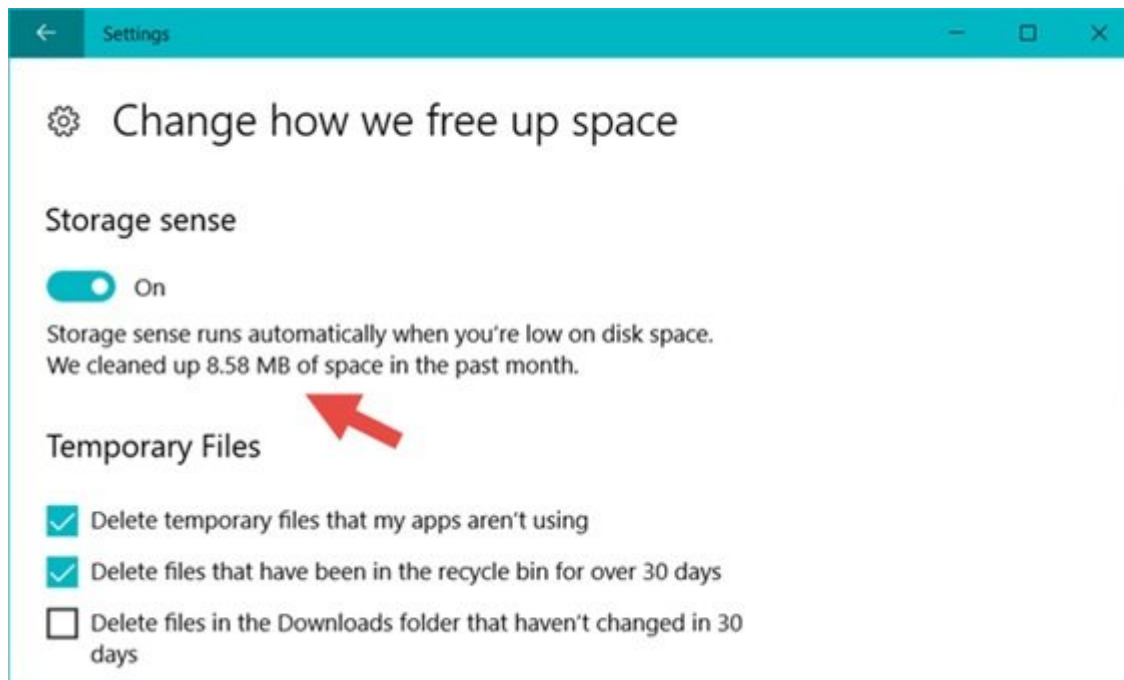 Settings
Change how we free up space
Storage sense
On
Storage sense runs automatically when you're low on disk space.
We cleaned up 8.58 MB of space in the past month.
Temporary Files
Delete temporary files that my apps aren't using
Delete files that have been in the recycle bin for over 30 days
Delete files in the Downloads folder that haven't changed in 30
days